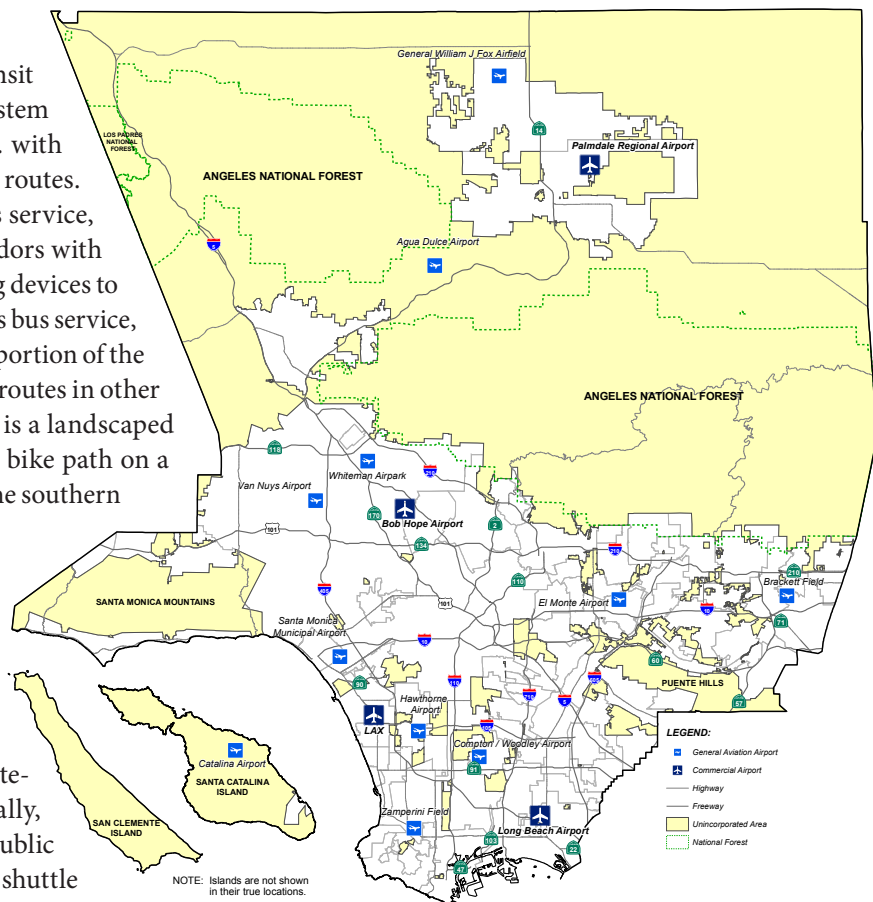 nsit
stem
. with
routes.
s service,
dors with
g devices to
s bus service,
portion of the
routes in other
is a landscaped
bike path on a
ne southern
te-
ally,
ublic
shuttle
General William J Fox Airfield
LOS PADRES
NATIONAL
FOREST
14
Palmdale Regional Airport
ANGELES NATIONAL FOREST
5
Agua Dulce Airport
ANGELES NATIONAL FOREST
118
Whiteman Airpark
210
Van Nuys Airport
170
Bob Hope Airport
2
101
134
210
110
210
Brackett Field
SANTA MONICA MOUNTAINS
405
101
El Monte Airport
10
71
Santa Monica
Municipal Airport
10
60
90
110
605
PUENTE HILLS
57
Hawthorne
Airport
710
5
LAX
405
Compton / Woodley Airport
91
Catalina Airport
SANTA CATALINA
ISLAND
SAN CLEMENTE
ISLAND
Zamperini Field
Long Beach Airport
103
22
47
NOTE: Islands are not shown
in their true locations.
LEGEND:
General Aviation Airport
Commercial Airport
Highway
Freeway
Unincorporated Area
National Forest